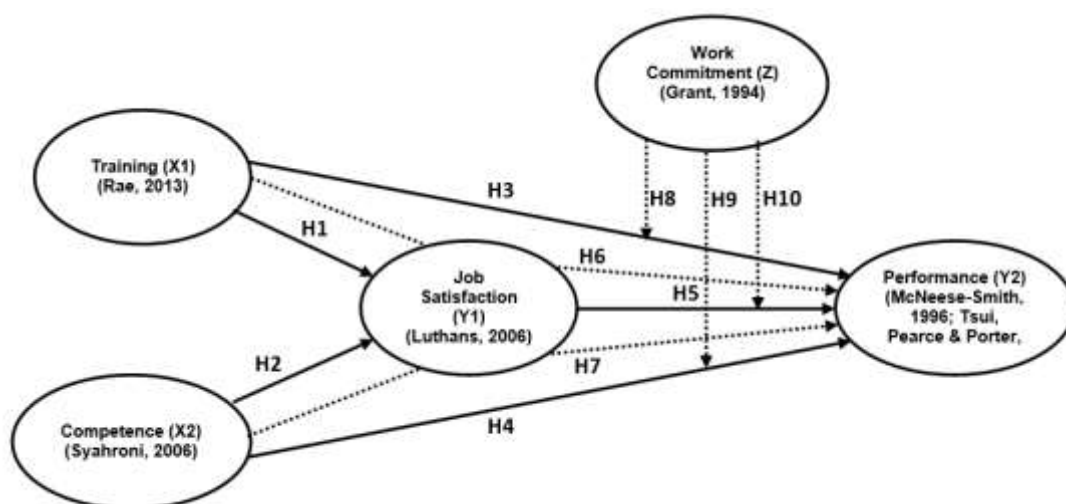 Work
Commitment (Z)
(Grant, 1994)
Training (X1)
(Rae, 2013)
H3
H8
H9
H10
H1
Job
Satisfaction
(Y1)
(Luthans, 2006)
H6
H5
Performance (Y2)
(McNeese-Smith,
1996; Tsui,
Pearce & Porter,
H2
H7
Competence (X2)
(Syahroni, 2006)
H4